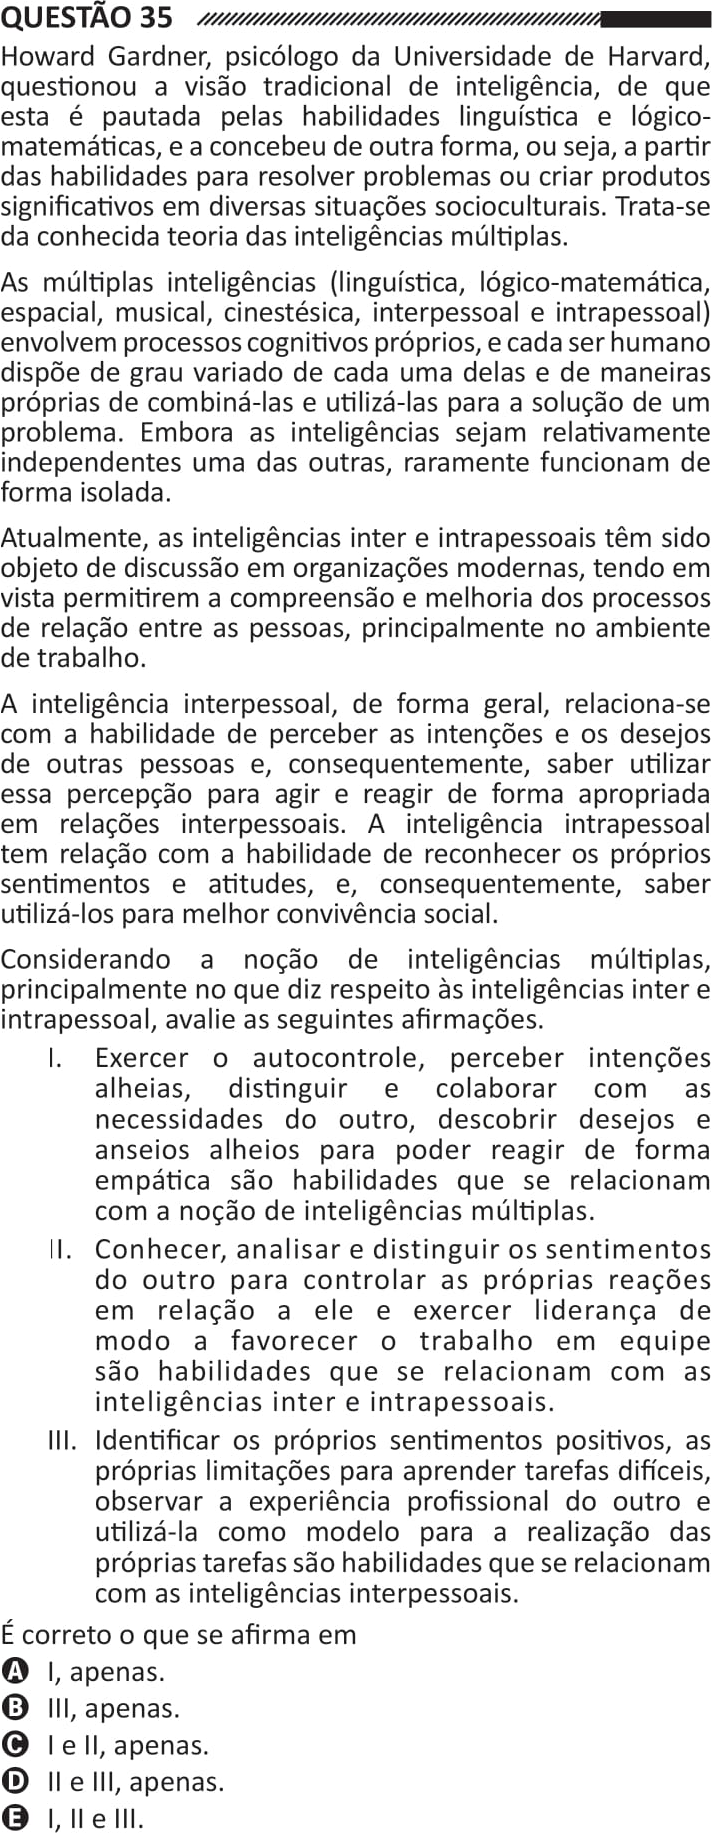 QUESTÃO 35
Howard Gardner, psicólogo da Universidade de Harvard,
questionou a visão tradicional de inteligência, de que
esta é pautada pelas habilidades linguística e lógico-
matemáticas, e a concebeu de outra forma, ou seja, a partir
das habilidades para resolver problemas ou criar produtos
significativos em diversas situações socioculturais. Trata-se
da conhecida teoria das inteligências múltiplas.
As múltiplas inteligências (linguística, lógico-matemática,
espacial, musical, cinestésica, interpessoal e intrapessoal)
envolvem processos cognitivos próprios, e cada ser humano
dispõe de grau variado de cada uma delas e de maneiras
próprias de combiná-las e utilizá-las para a solução de um
problema. Embora as inteligências sejam relativamente
independentes uma das outras, raramente funcionam de
forma isolada.
Atualmente, as inteligências inter e intrapessoais têm sido
objeto de discussão em organizações modernas, tendo em
vista permitirem a compreensão e melhoria dos processos
de relação entre as pessoas, principalmente no ambiente
de trabalho.
A inteligência interpessoal, de forma geral, relaciona-se
com a habilidade de perceber as intenções e os desejos
de outras pessoas e, consequentemente, saber utilizar
essa percepção para agir e reagir de forma apropriada
em relações interpessoais. A inteligência intrapessoal
tem relação com a habilidade de reconhecer os próprios
sentimentos e atitudes, e, consequentemente, saber
utilizá-los para melhor convivência social.
Considerando a noção de inteligências múltiplas,
principalmente no que diz respeito às inteligências inter e
intrapessoal, avalie as seguintes afirmações.
I. Exercer o autocontrole, perceber intenções
alheias, distinguir e colaborar com as
necessidades do outro, descobrir desejos e
anseios alheios para poder reagir de forma
empática são habilidades que se relacionam
com a noção de inteligências múltiplas.
II. Conhecer, analisar e distinguir os sentimentos
do outro para controlar as próprias reações
em relação a ele e exercer liderança de
modo a favorecer o trabalho em equipe
são habilidades que se relacionam com as
inteligências inter e intrapessoais.
III. Identificar os próprios sentimentos positivos, as
próprias limitações para aprender tarefas difíceis,
observar a experiência profissional do outro e
utilizá-la como modelo para a realização das
próprias tarefas são habilidades que se relacionam
com as inteligências interpessoais.
É correto o que se afirma em
A I, apenas.
B III, apenas.
C I e II, apenas.
D II e III, apenas.
E I, II e III.